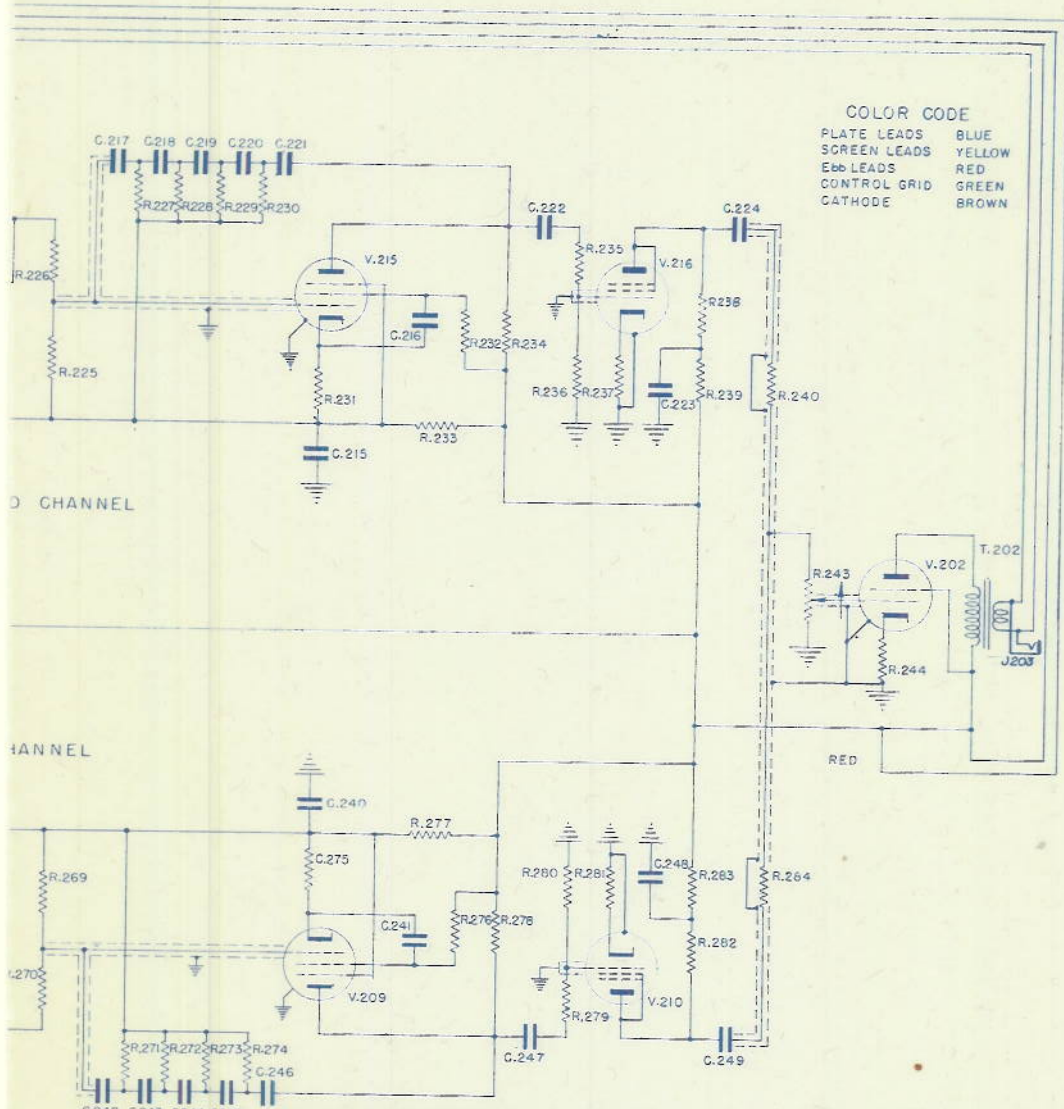 COLOR CODE
PLATE LEADS BLUE
SCREEN LEADS YELLOW
Ebb LEADS RED
CONTROL GRID GREEN
CATHODE BROWN
C.217 C.218 C.219 C.220 C.221
R.227 R.228 R.229 R.230
C.222
C.224
R.235
V.215
V.216
R.226
R.238
C.216
R.232
R.234
R.225
R.236
R.237
C.223
R.239
R.240
R.231
R.233
C.215
CHANNEL
T.202
V.202
R.243
J.203
R.244
HANNEL
RED
C.240
R.277
C.275
R.280
R.281
C.248
R.283
R.284
R.269
C.241
R.276
R.278
R.282
.270
V.209
V.210
R.279
R.271 R.272 R.273 R.274
C.246
C.247
C.249